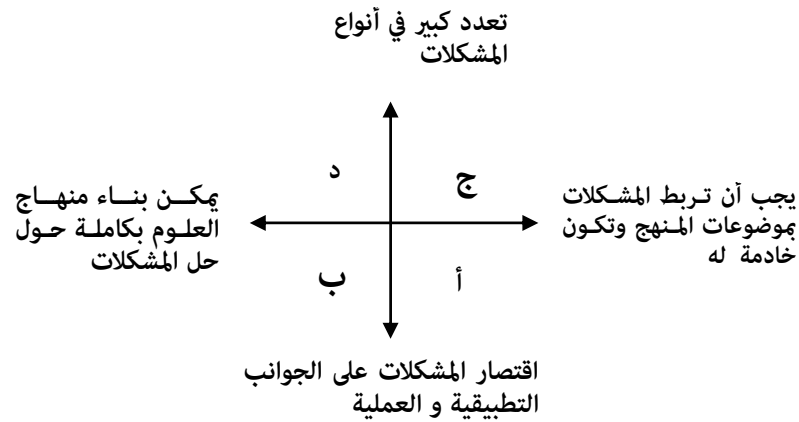 تعدد كبير في أنواع
المشكلات
د
ج
يمكن بناء منهاج
العلوم بكاملة حول
حل المشكلات
يجب أن تربط المشكلات
بموضوعات المنهج وتكون
خادمة له
ب
أ
اقتصار المشكلات على الجوانب
التطبيقية و العملية